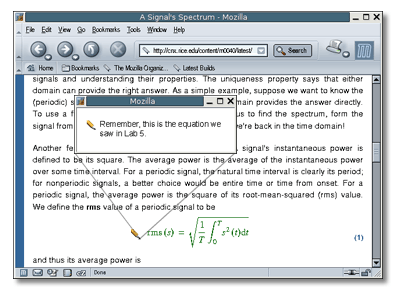 A Signal's Spectrum - Mozilla
File Edit View Go Bookmarks Tools Window Help
http://cnx.rice.edu/content/m0040/latest/ Search
Home Bookmarks The Mozilla Organiz... Latest Builds
signals and understanding their properties. The uniqueness property says that either
domain can provide the right answer. As a simple example, suppose we want to know the
(periodic) s main provides the answer directly.
To use a f us to find the spectrum, form the
signal from we're back in the time domain!
Mozilla
Remember, this is the equation we
saw in Lab 5.
Another fe signal's instantaneous power is
defined to be its square. The average power is the average of the instantaneous power
over some time interval. For a periodic signal, the natural time interval is clearly its period;
for nonperiodic signals, a better choice would be entire time or time from onset. For a
periodic signal, the average power is the square of its root-mean-squared (rms) value.
We define the rms value of a periodic signal to be
rms (s) = √(1/T ∫₀ᵀ s² (t)dt) (1)
and thus its average power is
Done